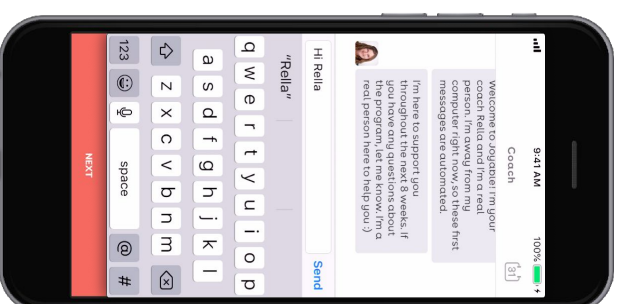 9:41 AM
100%
Coach
31
Welcome to Joyable! I'm your
coach Rella and I'm a real
person. I'm away from my
computer right now, so these first
messages are automated.
I'm here to support you
throughout the next 8 weeks. If
you have any questions about
the program, let me know. I'm a
real person here to help you :)
Hi Rella
Send
"Rella"
q w e r t y u i o p
a s d f g h j k l
z x c v b n m
123
space
@
#
NEXT